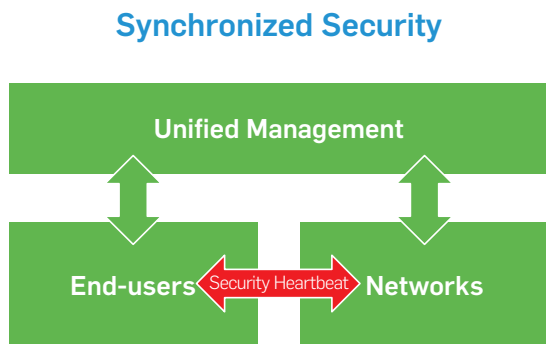 Synchronized Security
Unified Management
End-users
Security Heartbeat
Networks